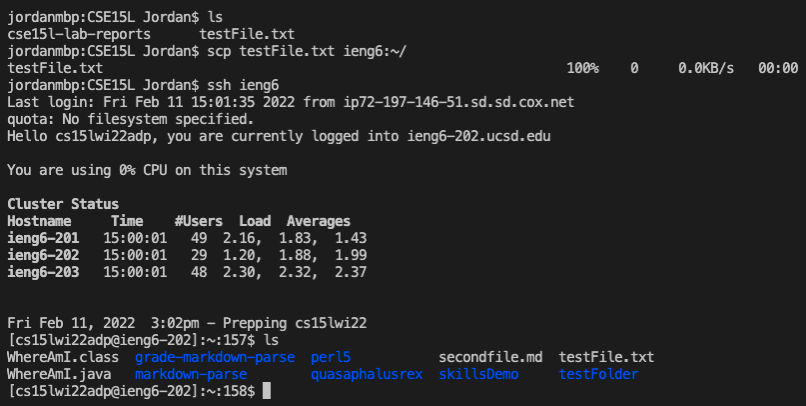 jordanmbp:CSE15L Jordan$ ls
cse15l-lab-reports      testFile.txt
jordanmbp:CSE15L Jordan$ scp testFile.txt ieng6:~/
testFile.txt                                                          100%    0     0.0KB/s   00:00
jordanmbp:CSE15L Jordan$ ssh ieng6
Last login: Fri Feb 11 15:01:35 2022 from ip72-197-146-51.sd.sd.cox.net
quota: No filesystem specified.
Hello cs15lwi22adp, you are currently logged into ieng6-202.ucsd.edu
You are using 0% CPU on this system
Cluster Status
Hostname     Time    #Users  Load  Averages
ieng6-201   15:00:01   49  2.16,  1.83,  1.43
ieng6-202   15:00:01   29  1.20,  1.88,  1.99
ieng6-203   15:00:01   48  2.30,  2.32,  2.37
Fri Feb 11, 2022  3:02pm - Prepping cs15lwi22
[cs15lwi22adp@ieng6-202]:~:157$ ls
WhereAmI.class  grade-markdown-parse  perl5           secondfile.md  testFile.txt
WhereAmI.java   markdown-parse        quasaphalusrex  skillsDemo     testFolder
[cs15lwi22adp@ieng6-202]:~:158$